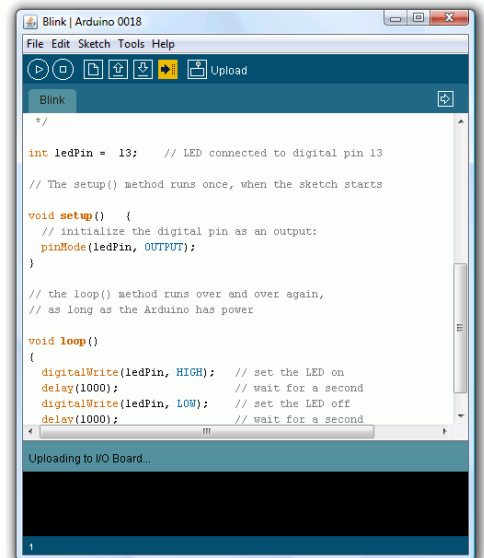 Blink | Arduino 0018
File Edit Sketch Tools Help
Upload
Blink
*/
int ledPin =  13;    // LED connected to digital pin 13
// The setup() method runs once, when the sketch starts
void setup()   {
  // initialize the digital pin as an output:
  pinMode(ledPin, OUTPUT);
}
// the loop() method runs over and over again,
// as long as the Arduino has power
void loop()
{
  digitalWrite(ledPin, HIGH);   // set the LED on
  delay(1000);                  // wait for a second
  digitalWrite(ledPin, LOW);    // set the LED off
  delay(1000);                  // wait for a second
Uploading to I/O Board...
1